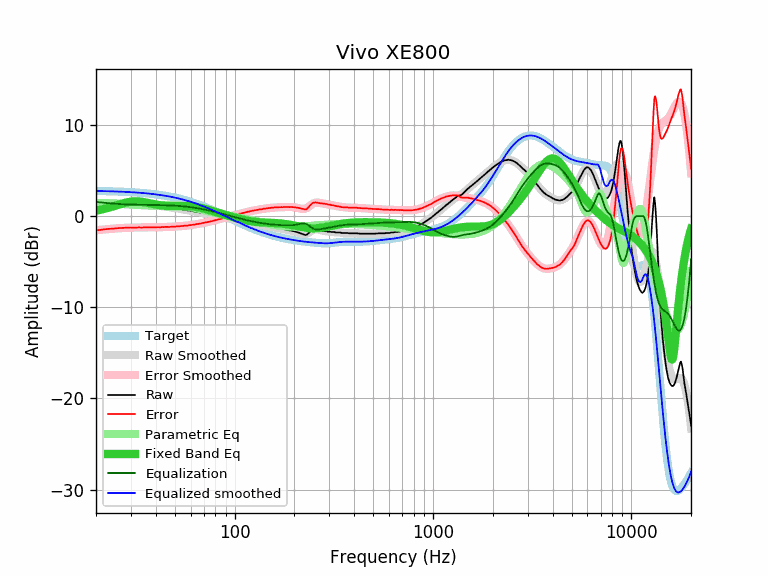 Vivo XE800
Amplitude (dBr)
10
0
−10
−20
−30
Target
Raw Smoothed
Error Smoothed
Raw
Error
Parametric Eq
Fixed Band Eq
Equalization
Equalized smoothed
100 1000 10000
Frequency (Hz)